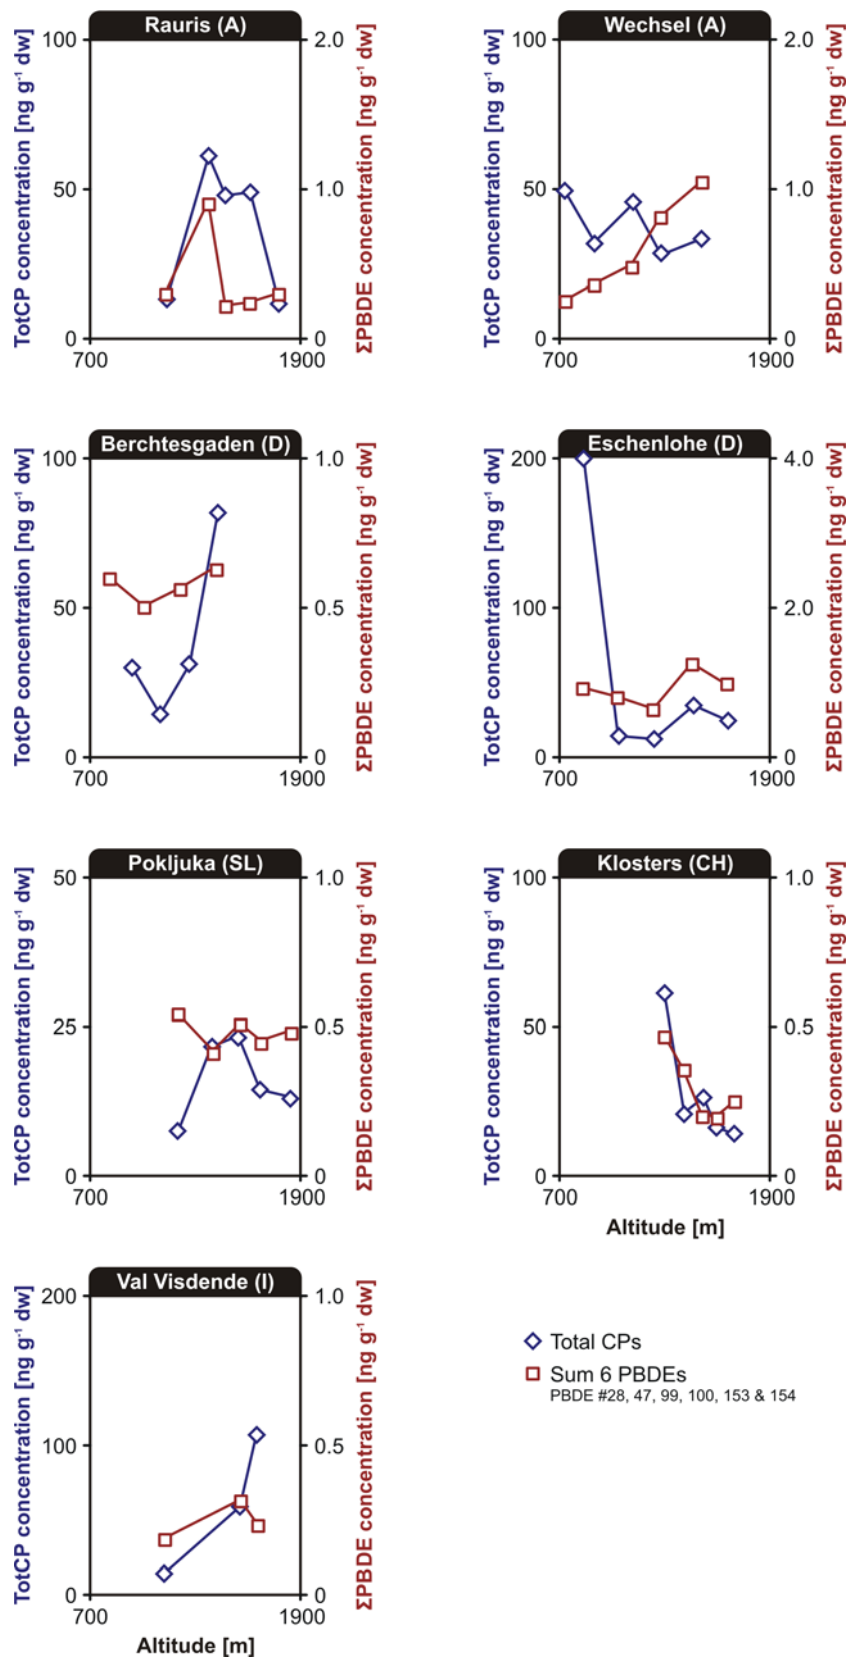 Rauris (A)
TotCP concentration [ng g⁻¹ dw]
100
50
0
2.0
1.0
0
ΣPBDE concentration [ng g⁻¹ dw]
700
1900
Wechsel (A)
TotCP concentration [ng g⁻¹ dw]
100
50
0
2.0
1.0
0
ΣPBDE concentration [ng g⁻¹ dw]
700
1900
Berchtesgaden (D)
TotCP concentration [ng g⁻¹ dw]
100
50
0
1.0
0.5
0
ΣPBDE concentration [ng g⁻¹ dw]
700
1900
Eschenlohe (D)
TotCP concentration [ng g⁻¹ dw]
200
100
0
4.0
2.0
0
ΣPBDE concentration [ng g⁻¹ dw]
700
1900
Pokljuka (SL)
TotCP concentration [ng g⁻¹ dw]
50
25
0
1.0
0.5
0
ΣPBDE concentration [ng g⁻¹ dw]
700
1900
Klosters (CH)
TotCP concentration [ng g⁻¹ dw]
100
50
0
1.0
0.5
0
ΣPBDE concentration [ng g⁻¹ dw]
700
1900
Altitude [m]
Val Visdende (I)
TotCP concentration [ng g⁻¹ dw]
200
100
0
1.0
0.5
0
ΣPBDE concentration [ng g⁻¹ dw]
700
1900
Altitude [m]
Total CPs
Sum 6 PBDEs
PBDE #28, 47, 99, 100, 153 & 154